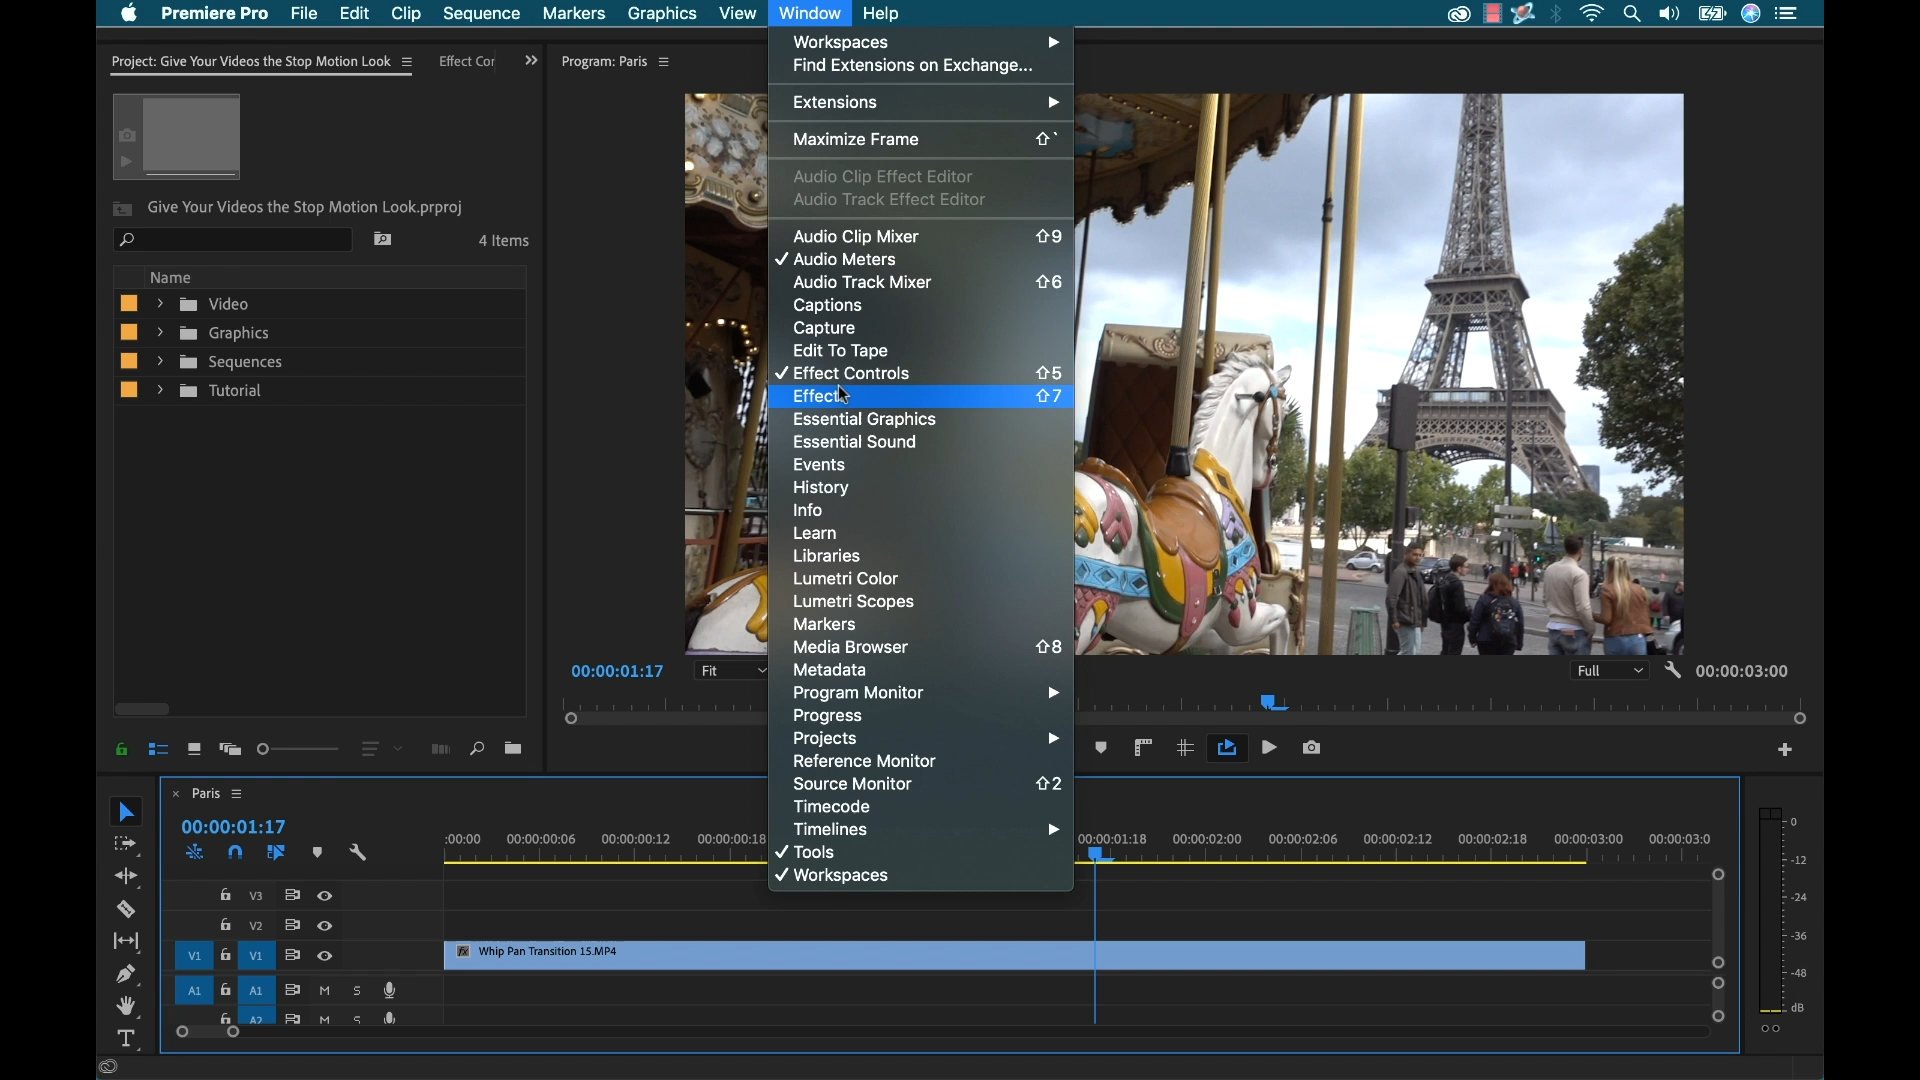 Premiere Pro File Edit Clip Sequence Markers Graphics View Window Help
Project: Give Your Videos the Stop Motion Look
Effect Cor
Program: Paris
Give Your Videos the Stop Motion Look.prproj
4 Items
Name
Video
Graphics
Sequences
Tutorial
Workspaces
Find Extensions on Exchange...
Extensions
Maximize Frame ⇧`
Audio Clip Effect Editor
Audio Track Effect Editor
Audio Clip Mixer ⇧9
✓ Audio Meters
Audio Track Mixer ⇧6
Captions
Capture
Edit To Tape
✓ Effect Controls ⇧5
Effect ⇧7
Essential Graphics
Essential Sound
Events
History
Info
Learn
Libraries
Lumetri Color
Lumetri Scopes
Markers
Media Browser ⇧8
Metadata
Program Monitor
Progress
Projects
Reference Monitor
Source Monitor ⇧2
Timecode
Timelines
✓ Tools
✓ Workspaces
00:00:01:17
Fit
Full
00:00:03:00
× Paris
00:00:01:17
:00:00 00:00:00:06 00:00:00:12 00:00:00:18 00:00:01:18 00:00:02:00 00:00:02:06 00:00:02:12 00:00:02:18 00:00:03:00 00:00:03:0
V3
V2
V1 V1
fx Whip Pan Transition 15.MP4
A1 A1 M S
A2 M S
T
0
-12
-24
-36
-48
dB